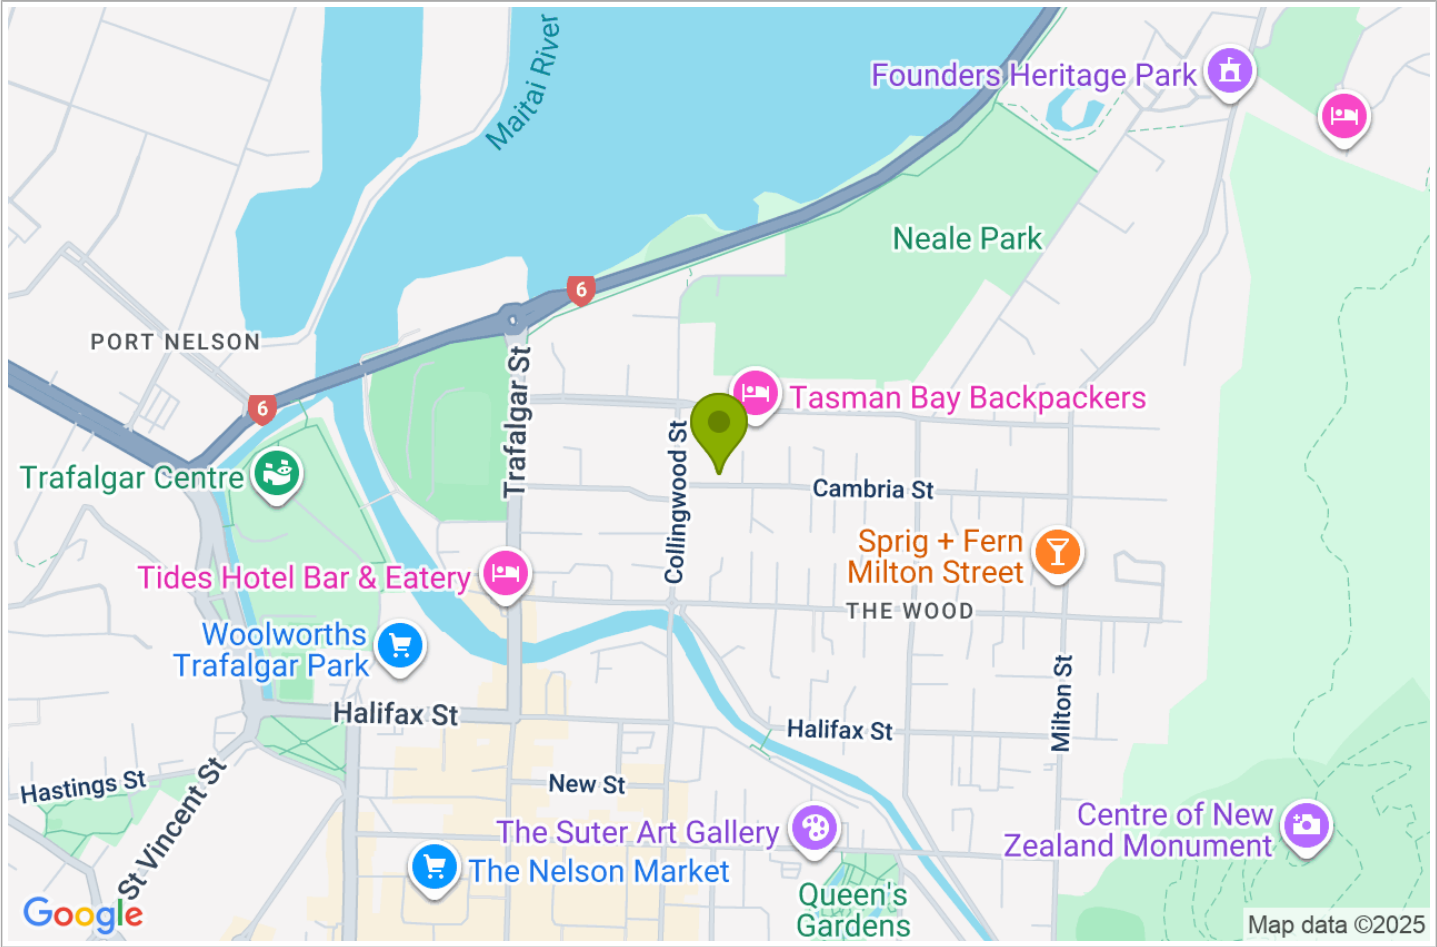 Maitai River
Founders Heritage Park
Neale Park
6
PORT NELSON
6
Trafalgar St
Tasman Bay Backpackers
Collingwood St
Trafalgar Centre
Cambria St
Sprig + Fern
Milton Street
Tides Hotel Bar & Eatery
THE WOOD
Woolworths
Trafalgar Park
Milton St
Halifax St
Halifax St
Hastings St
St Vincent St
New St
The Suter Art Gallery
Centre of New
Zealand Monument
The Nelson Market
Queen's
Gardens
Google
Map data ©2025